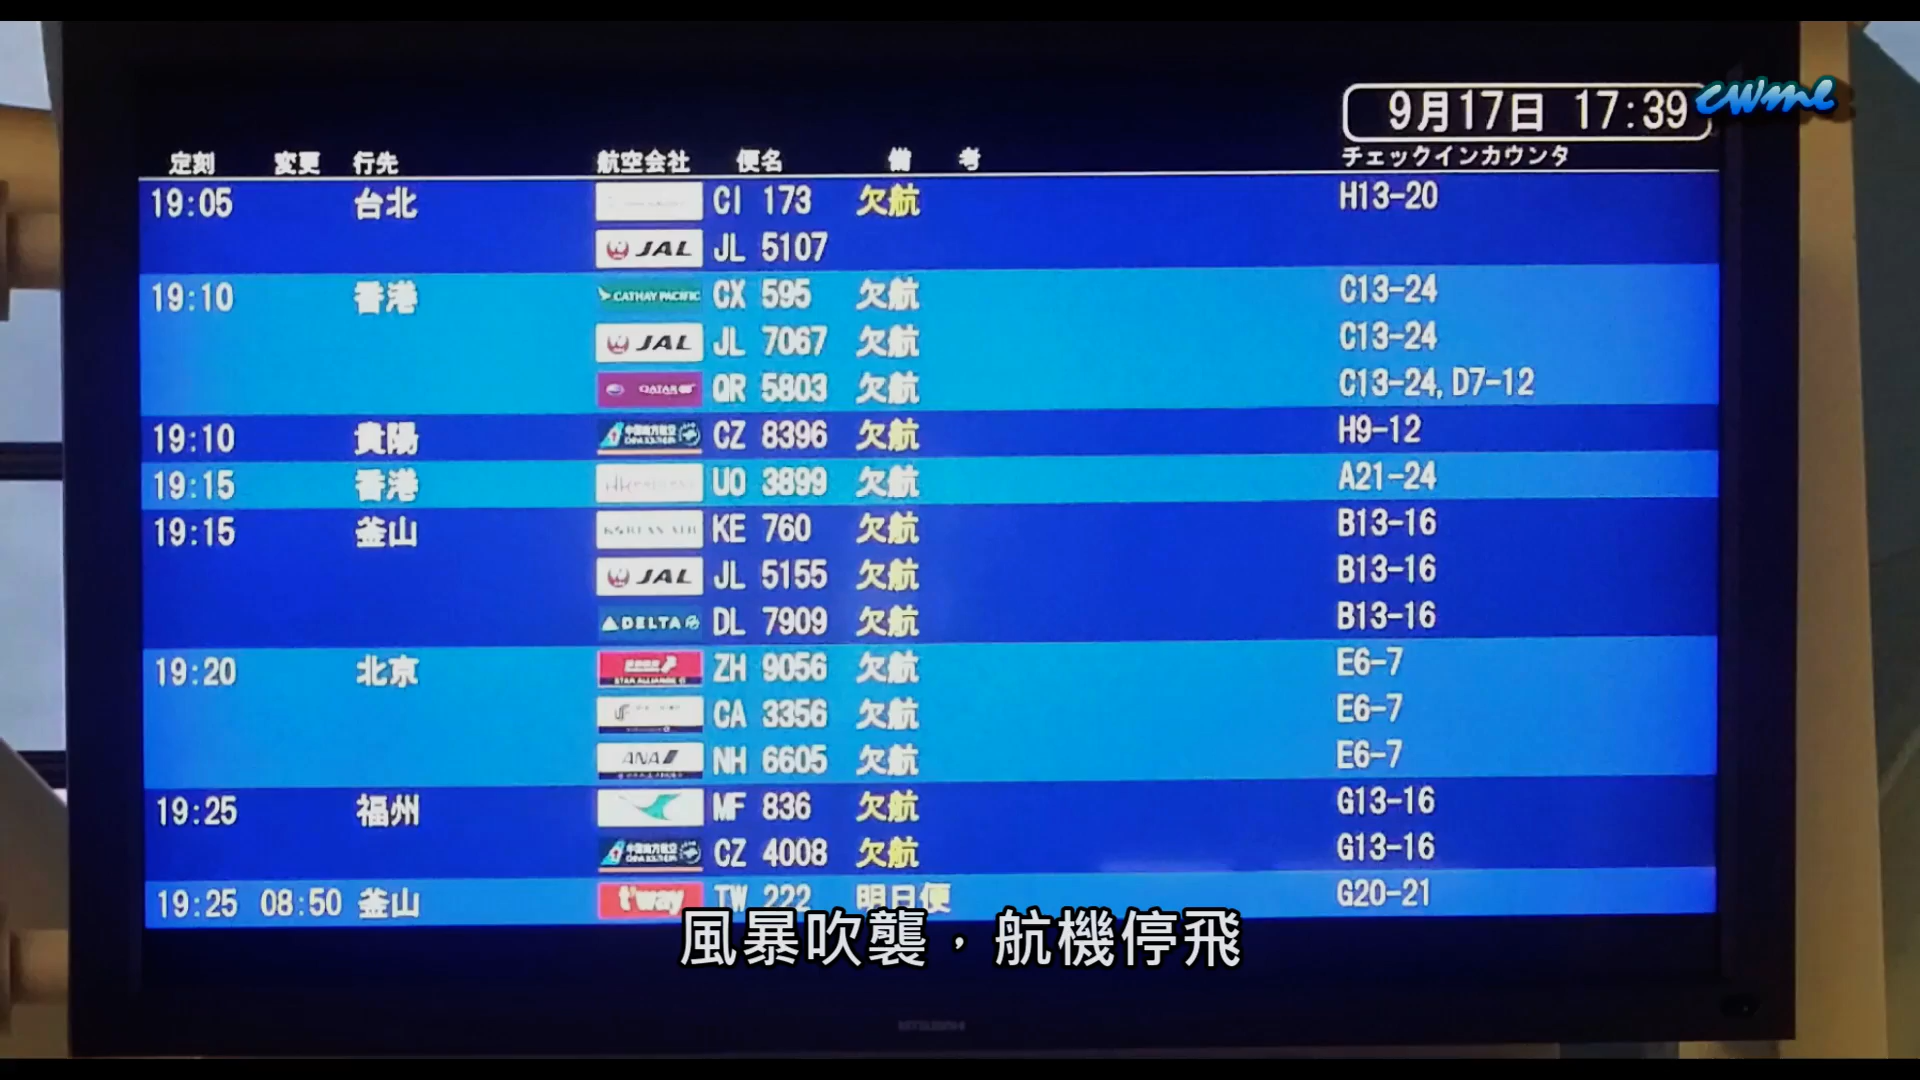 9月17日 17:39
cwme
定刻 変更 行先 航空会社 便名 備 考 チェックインカウンタ
19:05 台北 CI 173 欠航 H13-20
JAL JL 5107
19:10 香港 CATHAY PACIFIC CX 595 欠航 C13-24
JAL JL 7067 欠航 C13-24
QATAR QR 5803 欠航 C13-24, D7-12
19:10 貴陽 CZ 8396 欠航 H9-12
19:15 香港 UO 3899 欠航 A21-24
19:15 釜山 KOREAN AIR KE 760 欠航 B13-16
JAL JL 5155 欠航 B13-16
DELTA DL 7909 欠航 B13-16
19:20 北京 STAR ALLIANCE ZH 9056 欠航 E6-7
CA 3356 欠航 E6-7
ANA NH 6605 欠航 E6-7
19:25 福州 MF 836 欠航 G13-16
CZ 4008 欠航 G13-16
19:25 08:50 釜山 t'way TW 222 明日便 G20-21
風暴吹襲，航機停飛
MITSUBISHI